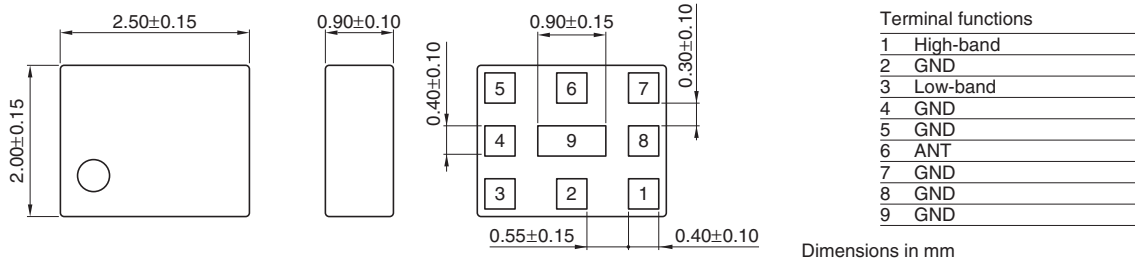 2.50±0.15
0.90±0.10
0.90±0.15
0.30±0.10
0.40±0.10
2.00±0.15
5 6 7
4 9 8
3 2 1
0.55±0.15
0.40±0.10
Terminal functions
1 High-band
2 GND
3 Low-band
4 GND
5 GND
6 ANT
7 GND
8 GND
9 GND
Dimensions in mm